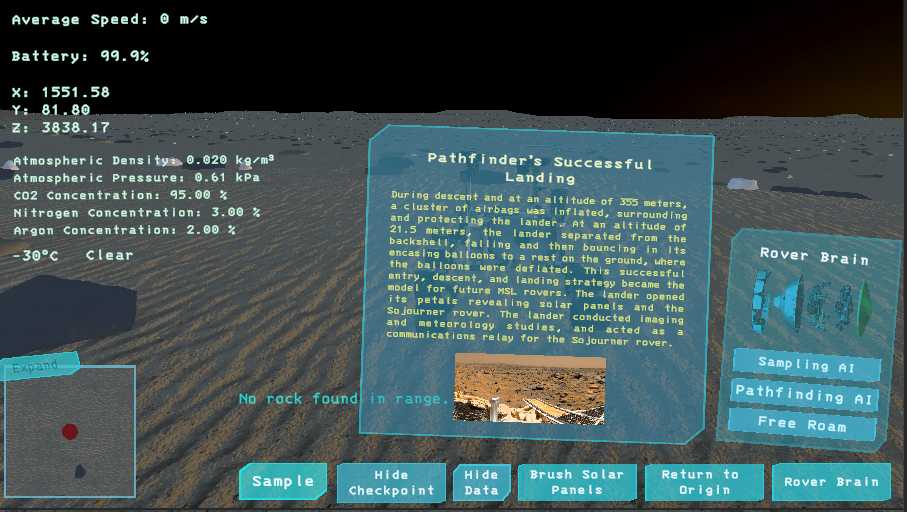 Average Speed: 0 m/s
Battery: 99.9%
X: 1551.58
Y: 81.80
Z: 3838.17
Atmospheric Density: 0.020 kg/m³
Atmospheric Pressure: 0.61 kPa
CO2 Concentration: 95.00 %
Nitrogen Concentration: 3.00 %
Argon Concentration: 2.00 %
-30°C Clear
Pathfinder's Successful
Landing
During descent and at an altitude of 355 meters,
a cluster of airbags was inflated, surrounding
and protecting the lander. At an altitude of
21.5 meters, the lander separated from the
backshell, falling and then bouncing in its
encasing balloons to a rest on the ground, where
the balloons were deflated. This successful
entry, descent, and landing strategy became the
model for future MSL rovers. The lander opened
its petals revealing solar panels and the
Sojourner rover. The lander conducted imaging
and meteorology studies, and acted as a
communications relay for the Sojourner rover.
Rover Brain
Sampling AI
Pathfinding AI
Free Roam
Expand
No rock found in range.
Sample
Hide
Checkpoint
Hide
Data
Brush Solar
Panels
Return to
Origin
Rover Brain